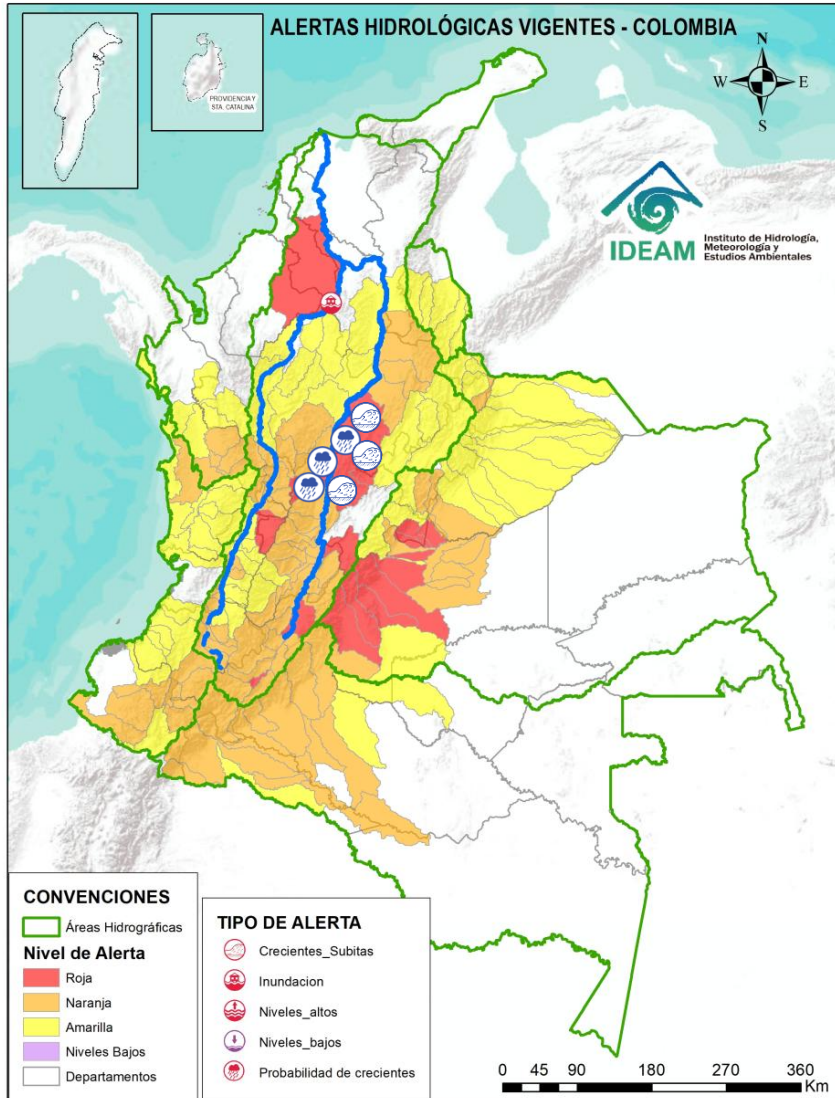 ALERTAS HIDROLÓGICAS VIGENTES - COLOMBIA
PROVIDENCIA Y
STA. CATALINA
N
W
E
S
IDEAM
Instituto de Hidrología,
Meteorología y
Estudios Ambientales
CONVENCIONES
Áreas Hidrográficas
Nivel de Alerta
Roja
Naranja
Amarilla
Niveles Bajos
Departamentos
TIPO DE ALERTA
Crecientes_Subitas
Inundacion
Niveles_altos
Niveles_bajos
Probabilidad de crecientes
0 45 90 180 270 360
Km